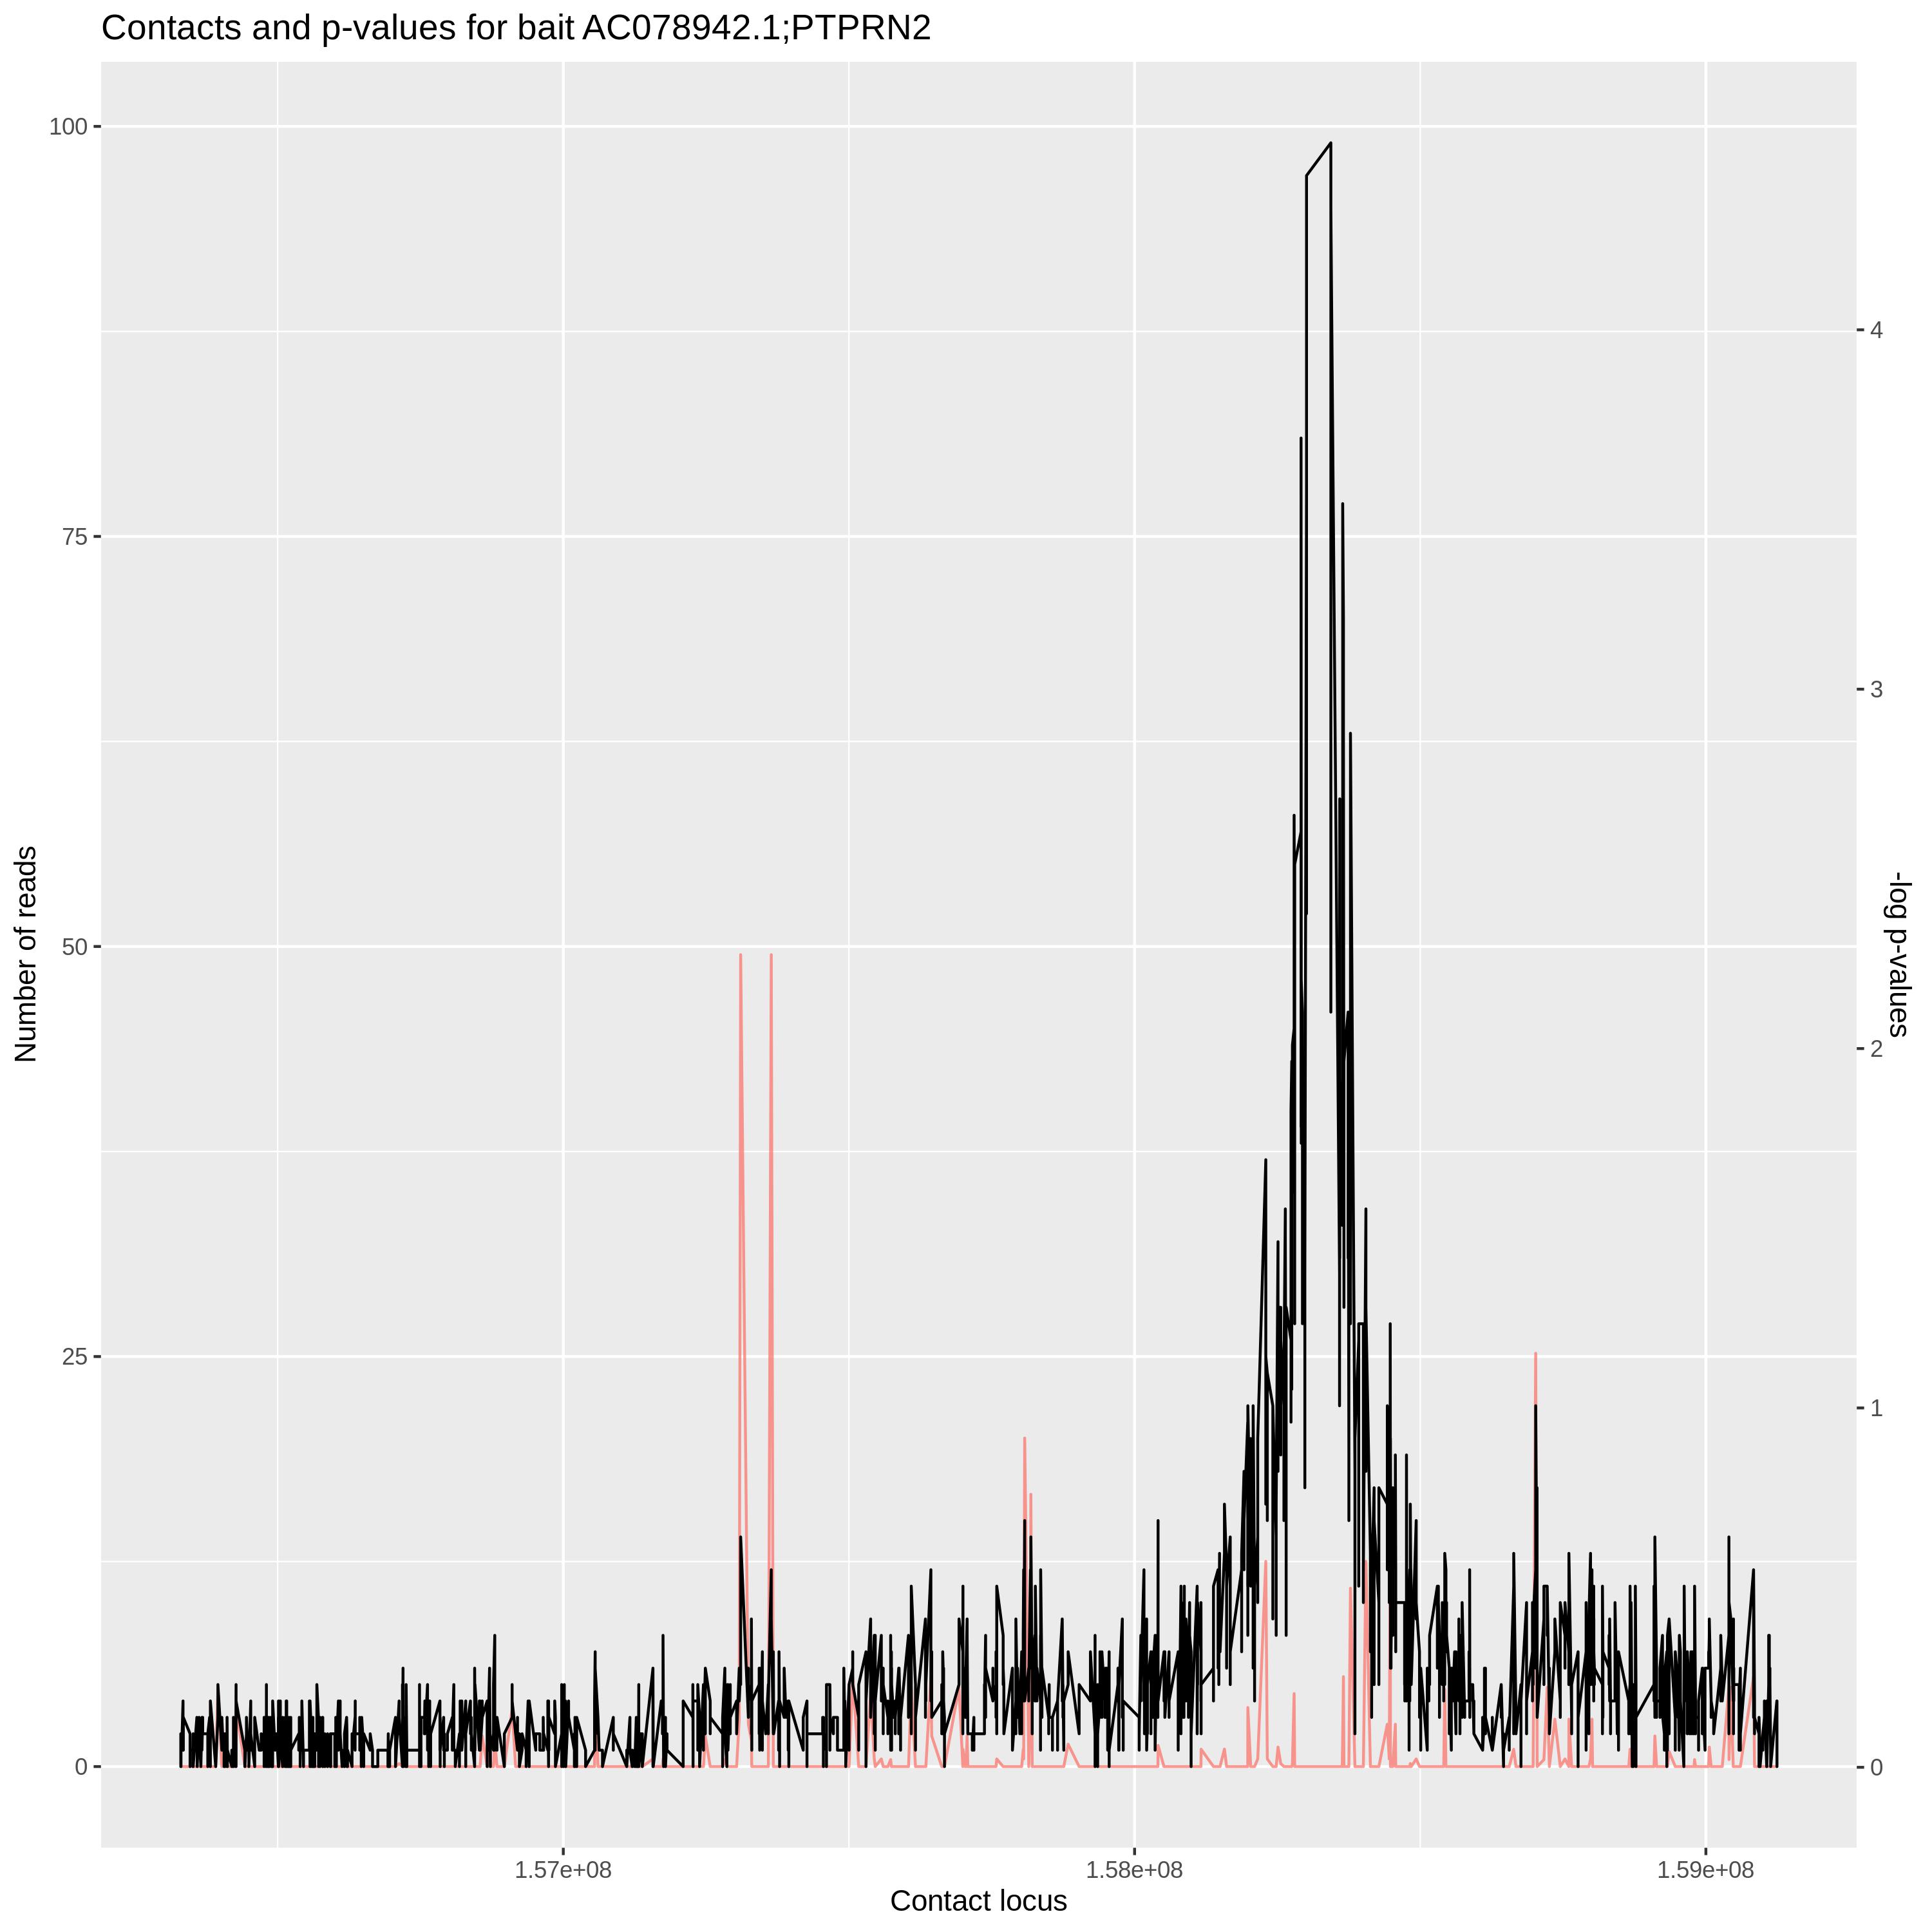 Contacts and p-values for bait AC078942.1;PTPRN2
100
75
50
25
0
Number of reads
4
3
2
1
0
-log p-values
1.57e+08
1.58e+08
1.59e+08
Contact locus